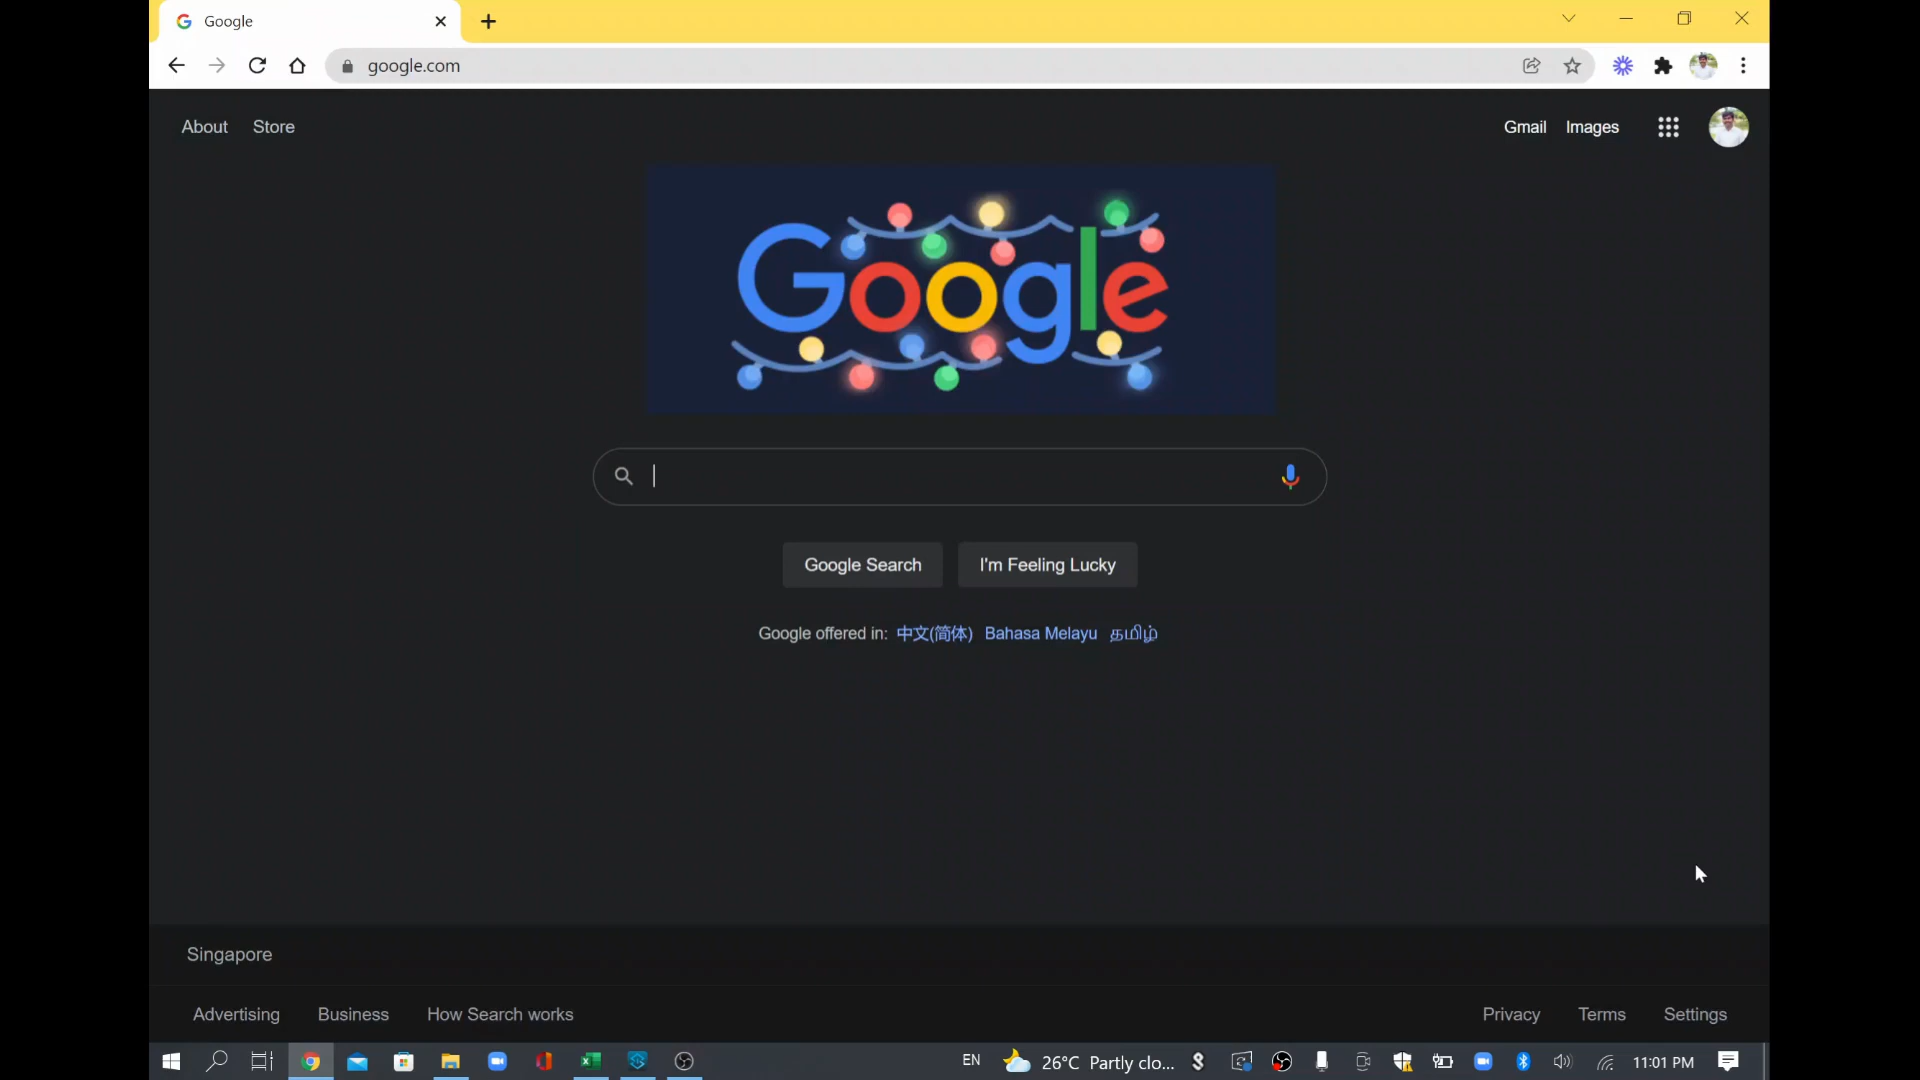 Google
google.com
About Store
Gmail Images
Google
Google Search I'm Feeling Lucky
Google offered in: 中文(简体) Bahasa Melayu தமிழ்
Singapore
Advertising Business How Search works
Privacy Terms Settings
EN 26°C Partly clo... 11:01 PM